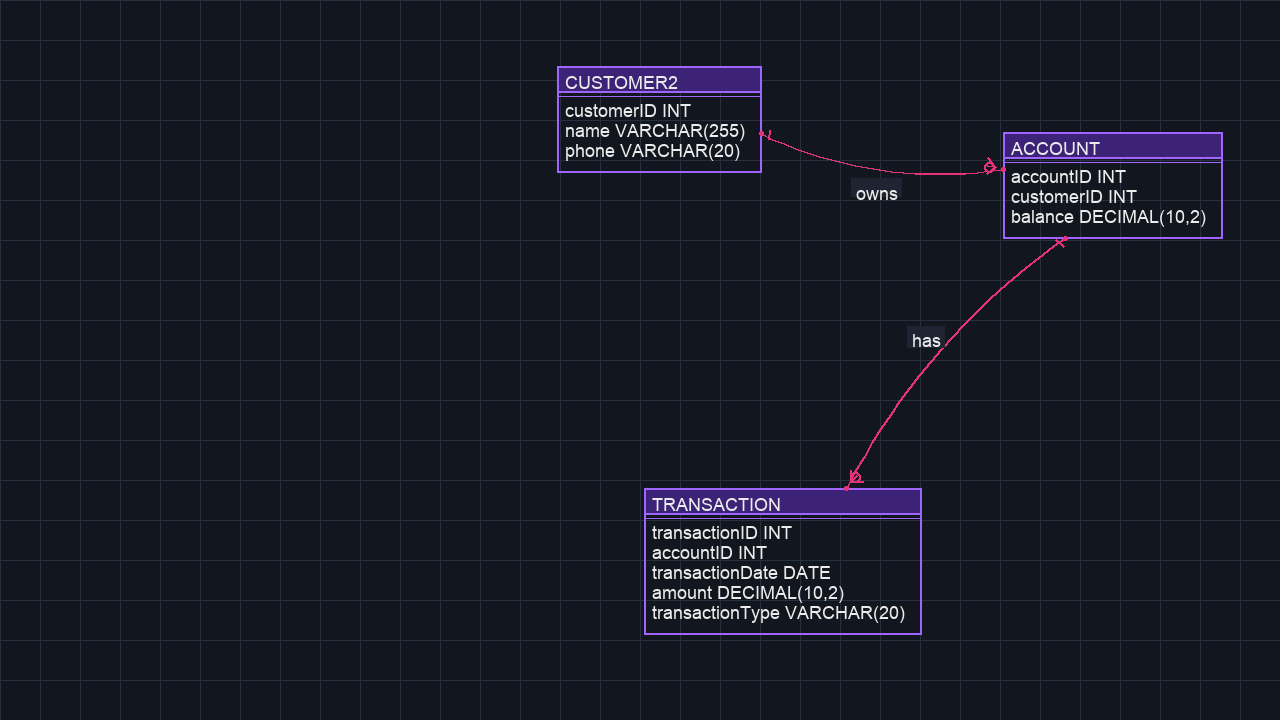 CUSTOMER2
customerID INT
name VARCHAR(255)
phone VARCHAR(20)
owns
ACCOUNT
accountID INT
customerID INT
balance DECIMAL(10,2)
has
TRANSACTION
transactionID INT
accountID INT
transactionDate DATE
amount DECIMAL(10,2)
transactionType VARCHAR(20)